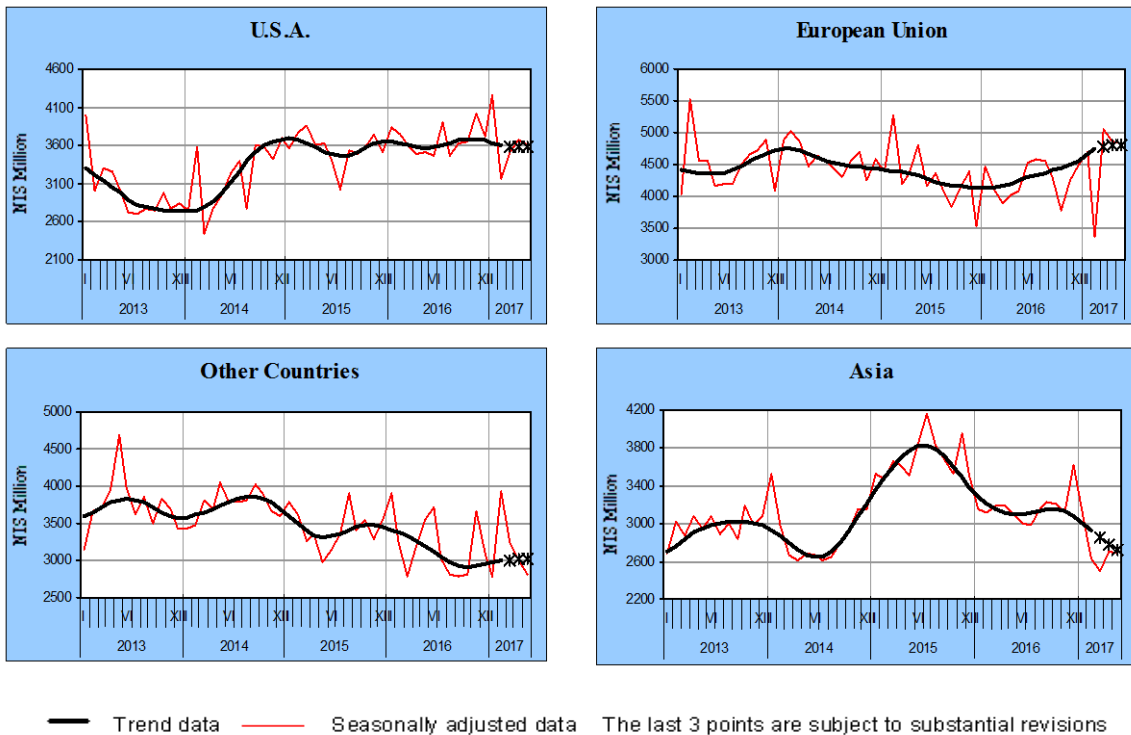 U.S.A.
NIS Million
4600
4100
3600
3100
2600
2100
I VI XII VI XII VI XII VI XII
2013 2014 2015 2016 2017
European Union
NIS Million
6000
5500
5000
4500
4000
3500
3000
I VI XII VI XII VI XII VI XII
2013 2014 2015 2016 2017
Other Countries
NIS Million
5000
4500
4000
3500
3000
2500
I VI XII VI XII VI XII VI XII
2013 2014 2015 2016 2017
Asia
NIS Million
4200
3800
3400
3000
2600
2200
I VI XII VI XII VI XII VI XII
2013 2014 2015 2016 2017
Trend data Seasonally adjusted data The last 3 points are subject to substantial revisions